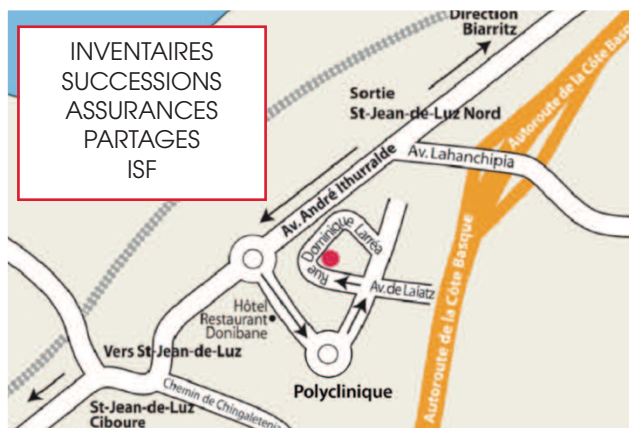 INVENTAIRES
SUCCESSIONS
ASSURANCES
PARTAGES
ISF
Direction
Biarritz
Sortie
St-Jean-de-Luz Nord
Autoroute de la Côte Basque
Av. Lahanchipia
Av. André Ithurralde
Rue Dominique Larréa
Av. de Laiatz
Autoroute de la Côte Basque
Hôtel
Restaurant
Donibane
Vers St-Jean-de-Luz
Polyclinique
Chemin de Chingaletenia
St-Jean-de-Luz
Ciboure